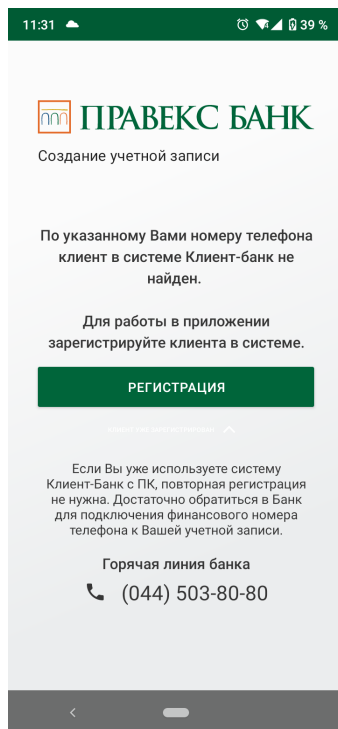 11:31
39 %
ПРАВЕКС БАНК
Создание учетной записи
По указанному Вами номеру телефона
клиент в системе Клиент-банк не
найден.
Для работы в приложении
зарегистрируйте клиента в системе.
РЕГИСТРАЦИЯ
Если Вы уже используете систему
Клиент-Банк с ПК, повторная регистрация
не нужна. Достаточно обратиться в Банк
для подключения финансового номера
телефона к Вашей учетной записи.
Горячая линия банка
(044) 503-80-80